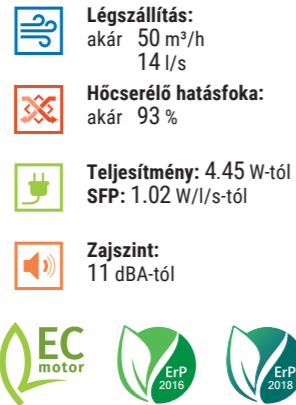 Légszállítás:
akár 50 m³/h
14 l/s
Hőcserélő hatásfoka:
akár 93 %
Teljesítmény: 4.45 W-tól
SFP: 1.02 W/l/s-tól
Zajszint:
11 dBA-tól
EC
motor
ErP
2016
ErP
2018